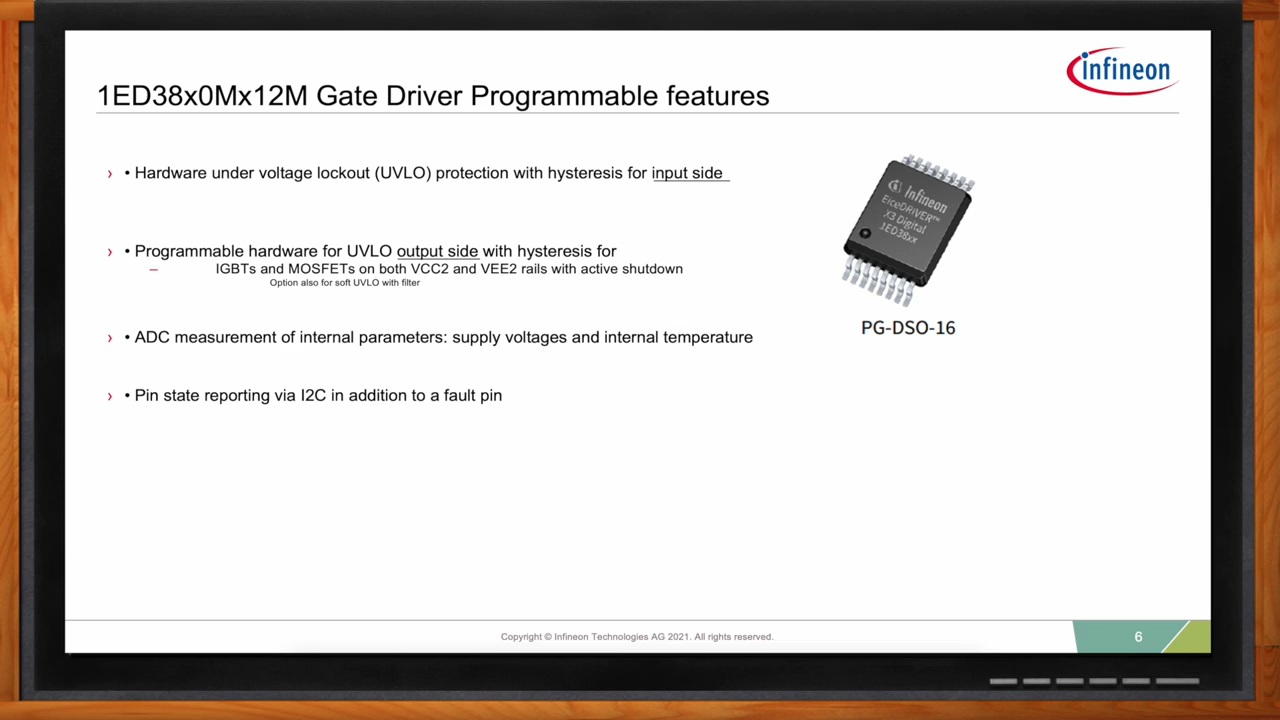 infineon
1ED38x0Mx12M Gate Driver Programmable features
› • Hardware under voltage lockout (UVLO) protection with hysteresis for input side
› • Programmable hardware for UVLO output side with hysteresis for
– IGBTs and MOSFETs on both VCC2 and VEE2 rails with active shutdown
Option also for soft UVLO with filter
› • ADC measurement of internal parameters: supply voltages and internal temperature
› • Pin state reporting via I2C in addition to a fault pin
Infineon
EiceDRIVER™
X3 Digital
1ED38xx
PG-DSO-16
Copyright © Infineon Technologies AG 2021. All rights reserved.
6